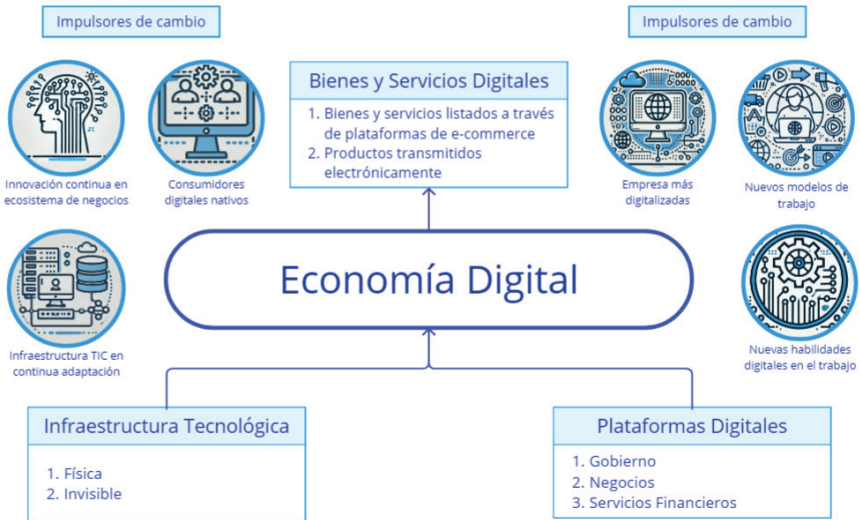 Impulsores de cambio
Impulsores de cambio
Innovación continua en
ecosistema de negocios
Consumidores
digitales nativos
Bienes y Servicios Digitales
1. Bienes y servicios listados a través
de plataformas de e-commerce
2. Productos transmitidos
electrónicamente
Empresa más
digitalizadas
Nuevos modelos de
trabajo
Economía Digital
Infraestructura TIC en
continua adaptación
Nuevas habilidades
digitales en el trabajo
Infraestructura Tecnológica
1. Física
2. Invisible
Plataformas Digitales
1. Gobierno
2. Negocios
3. Servicios Financieros